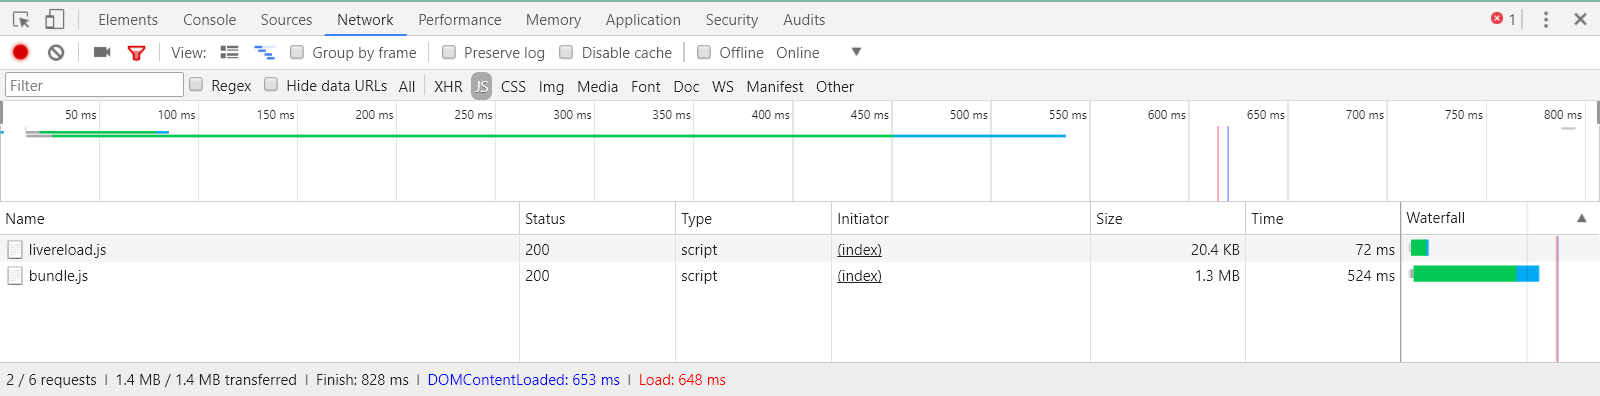 Elements Console Sources Network Performance Memory Application Security Audits 1
View: Group by frame Preserve log Disable cache Offline Online
Filter Regex Hide data URLs All XHR JS CSS Img Media Font Doc WS Manifest Other
50 ms 100 ms 150 ms 200 ms 250 ms 300 ms 350 ms 400 ms 450 ms 500 ms 550 ms 600 ms 650 ms 700 ms 750 ms 800 ms
Name Status Type Initiator Size Time Waterfall
livereload.js 200 script (index) 20.4 KB 72 ms
bundle.js 200 script (index) 1.3 MB 524 ms
2 / 6 requests | 1.4 MB / 1.4 MB transferred | Finish: 828 ms | DOMContentLoaded: 653 ms | Load: 648 ms